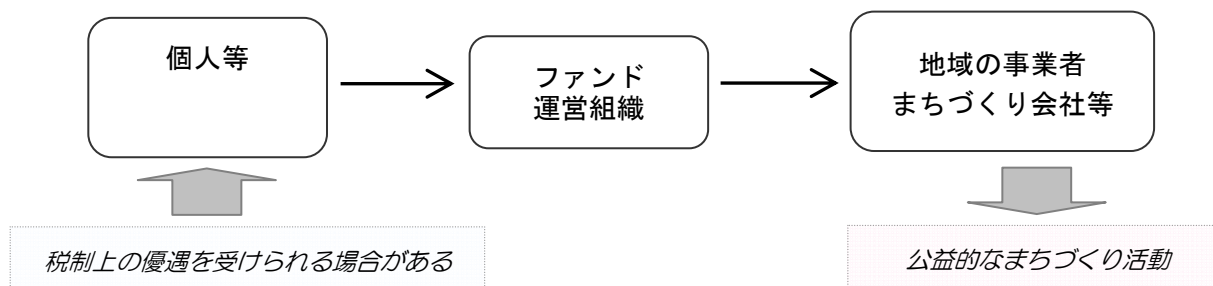 個人等
ファンド
運営組織
地域の事業者
まちづくり会社等
税制上の優遇を受けられる場合がある
公益的なまちづくり活動